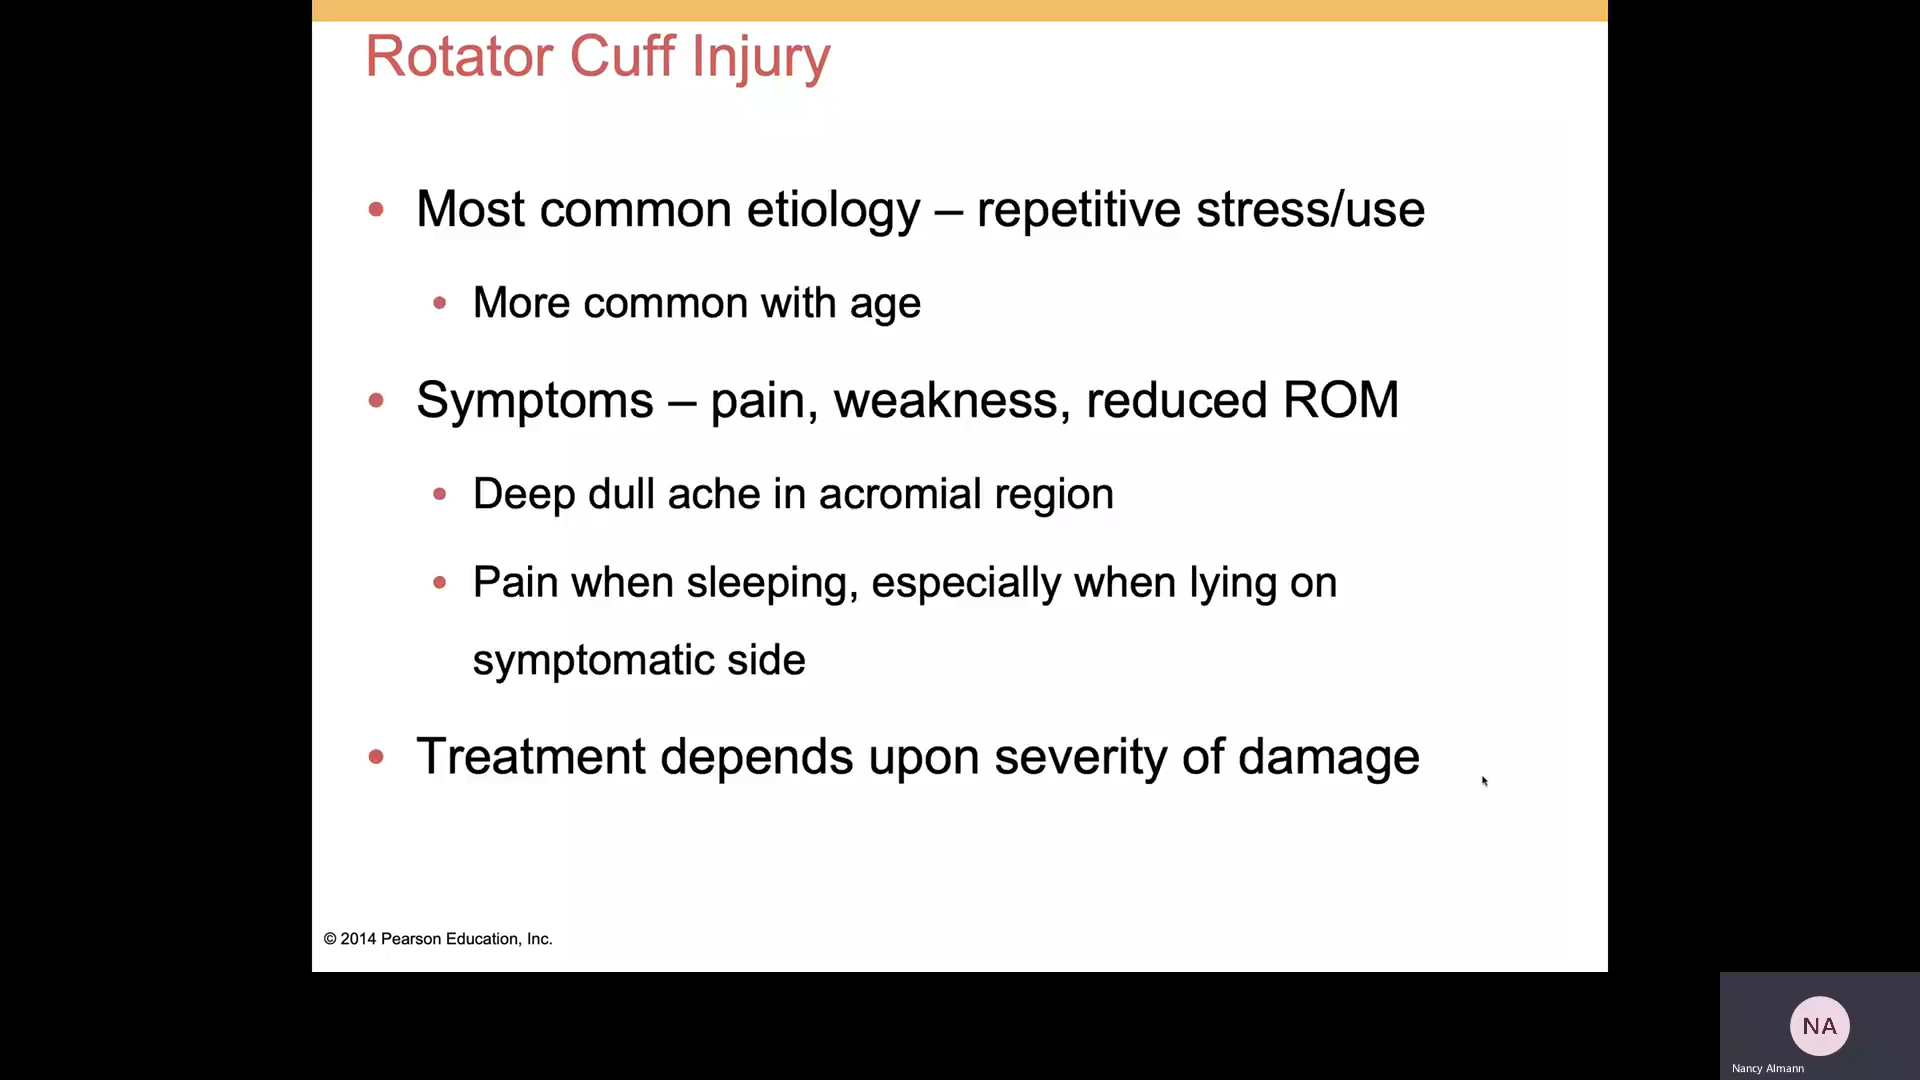 Rotator Cuff Injury
• Most common etiology – repetitive stress/use
• More common with age
• Symptoms – pain, weakness, reduced ROM
• Deep dull ache in acromial region
• Pain when sleeping, especially when lying on
symptomatic side
• Treatment depends upon severity of damage
© 2014 Pearson Education, Inc.
NA
Nancy Almann